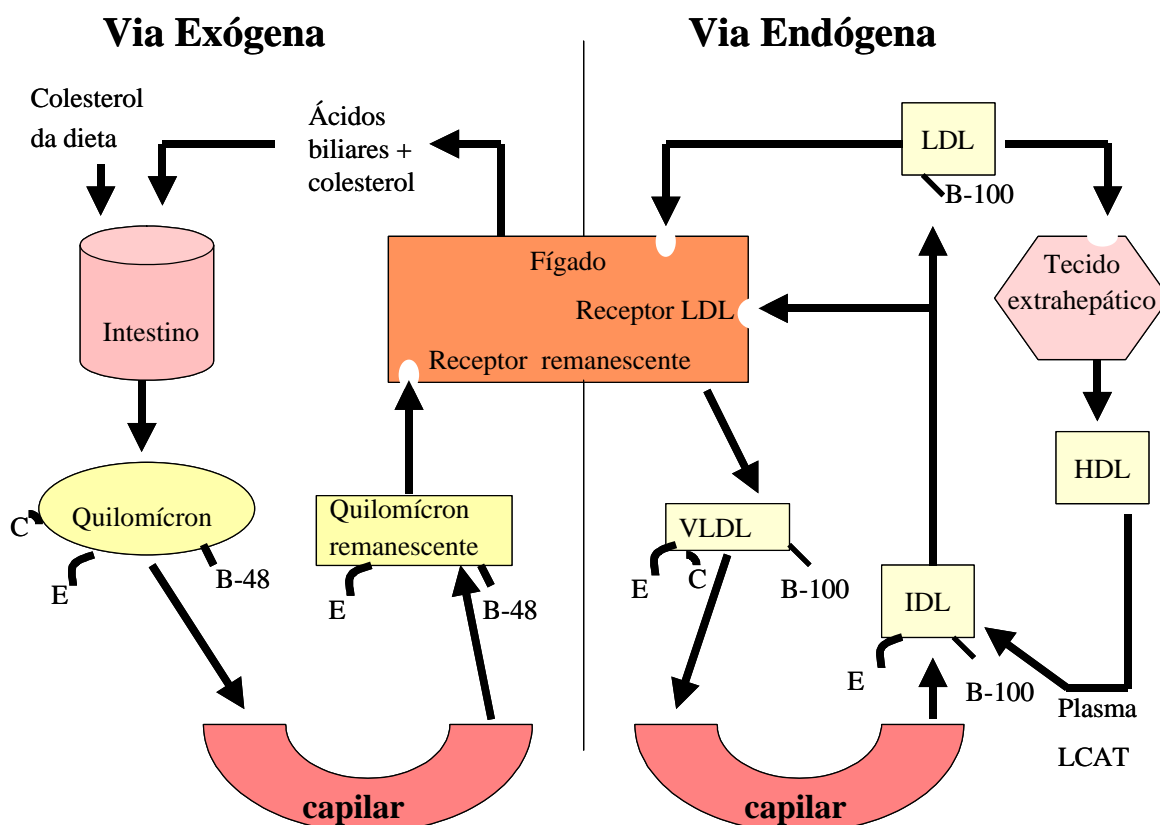 Via Exógena
Via Endógena
Colesterol
da dieta
Ácidos
biliares +
colesterol
LDL
B-100
Fígado
Receptor LDL
Receptor remanescente
Tecido
extrahepático
Intestino
HDL
Quilomícron
C
E
B-48
Quilomícron
remanescente
E
B-48
VLDL
E
C
B-100
IDL
E
B-100
Plasma
LCAT
capilar
capilar